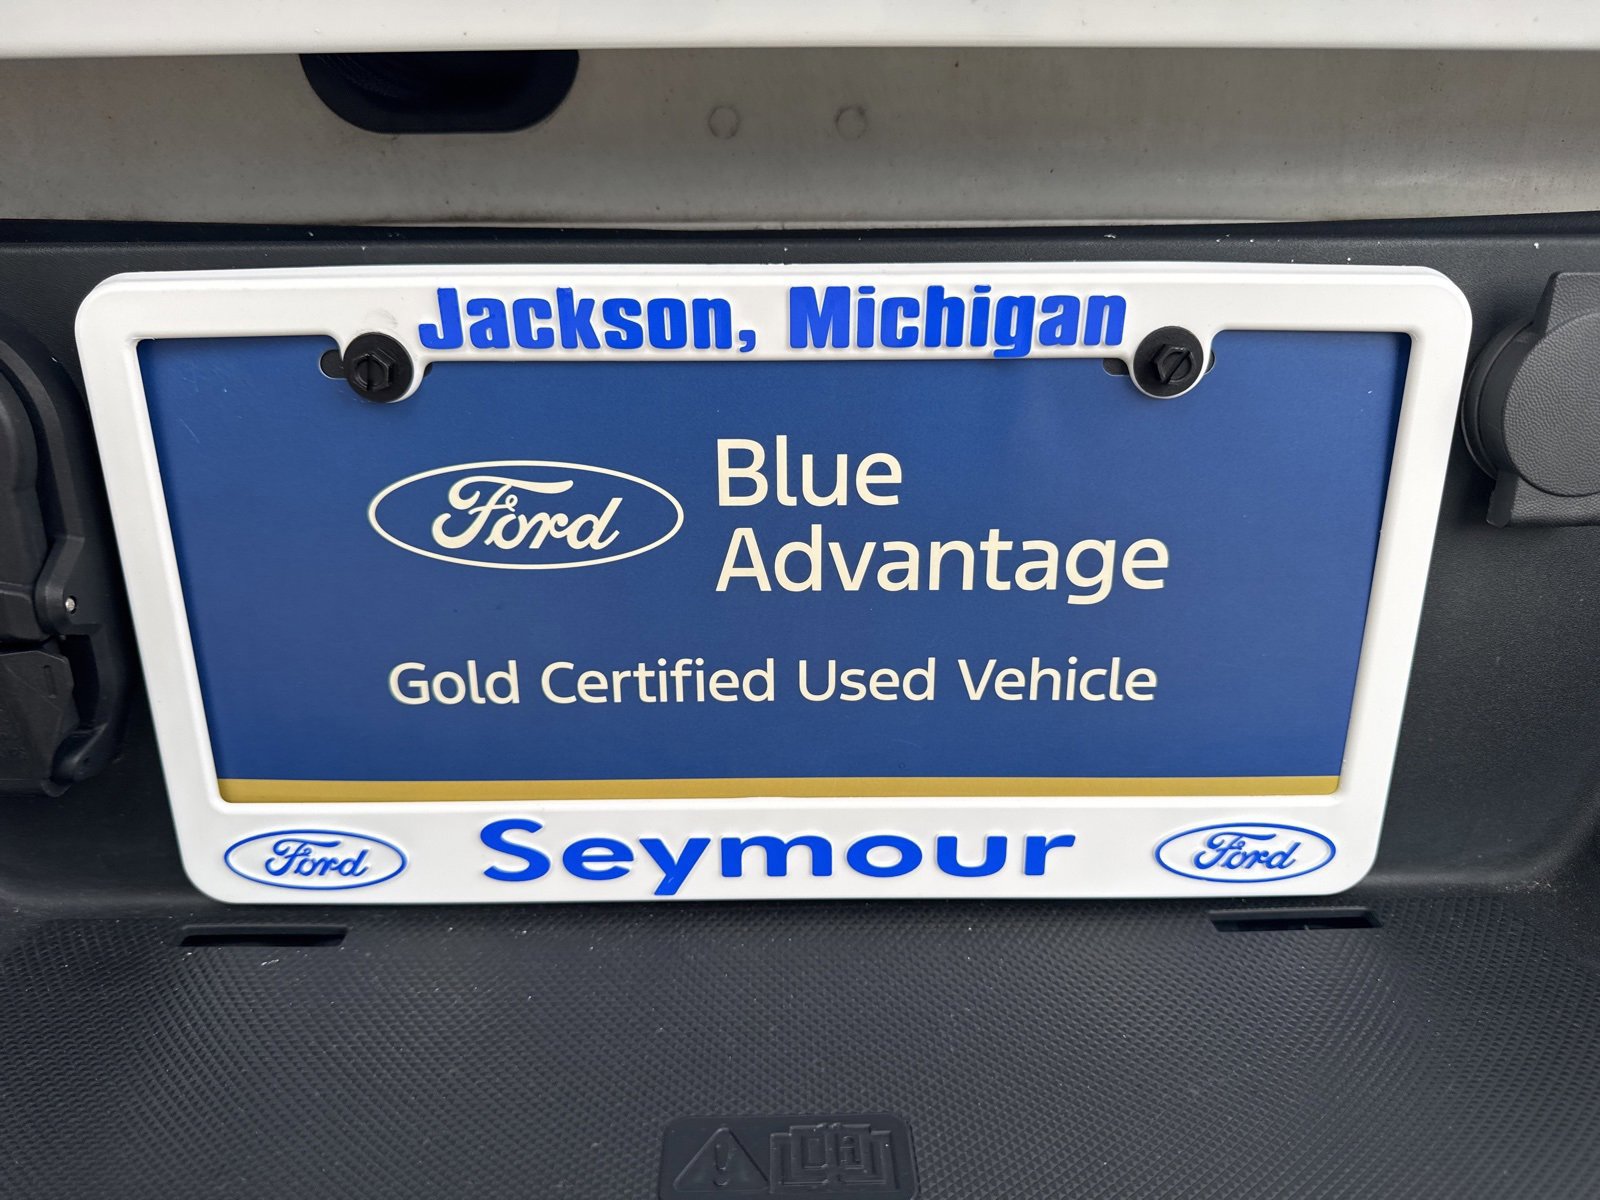 Jackson, Michigan
Ford
Blue
Advantage
Gold Certified Used Vehicle
Ford Seymour Ford